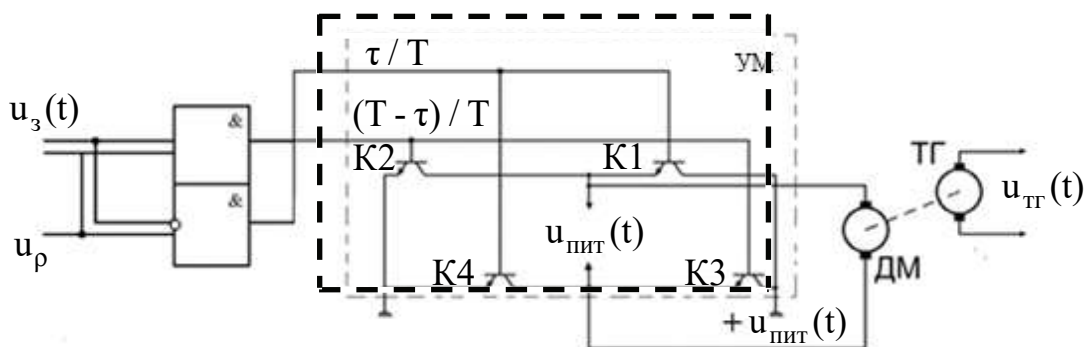 τ / T
УМ
u_з(t)
&
(T - τ) / T
К2
К1
ТГ
&
u_тг(t)
u_ρ
u_пит(t)
К4
К3
ДМ
+ u_пит(t)